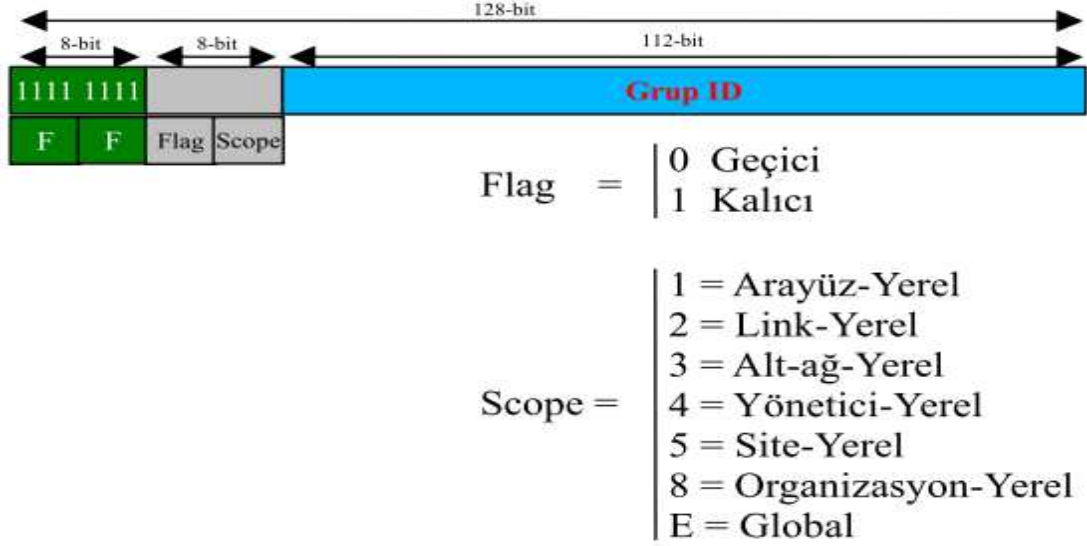 128-bit
8-bit 8-bit 112-bit
1111 1111 Grup ID
F F Flag Scope
Flag = 0 Geçici
1 Kalıcı
1 = Arayüz-Yerel
2 = Link-Yerel
3 = Alt-ağ-Yerel
Scope = 4 = Yönetici-Yerel
5 = Site-Yerel
8 = Organizasyon-Yerel
E = Global